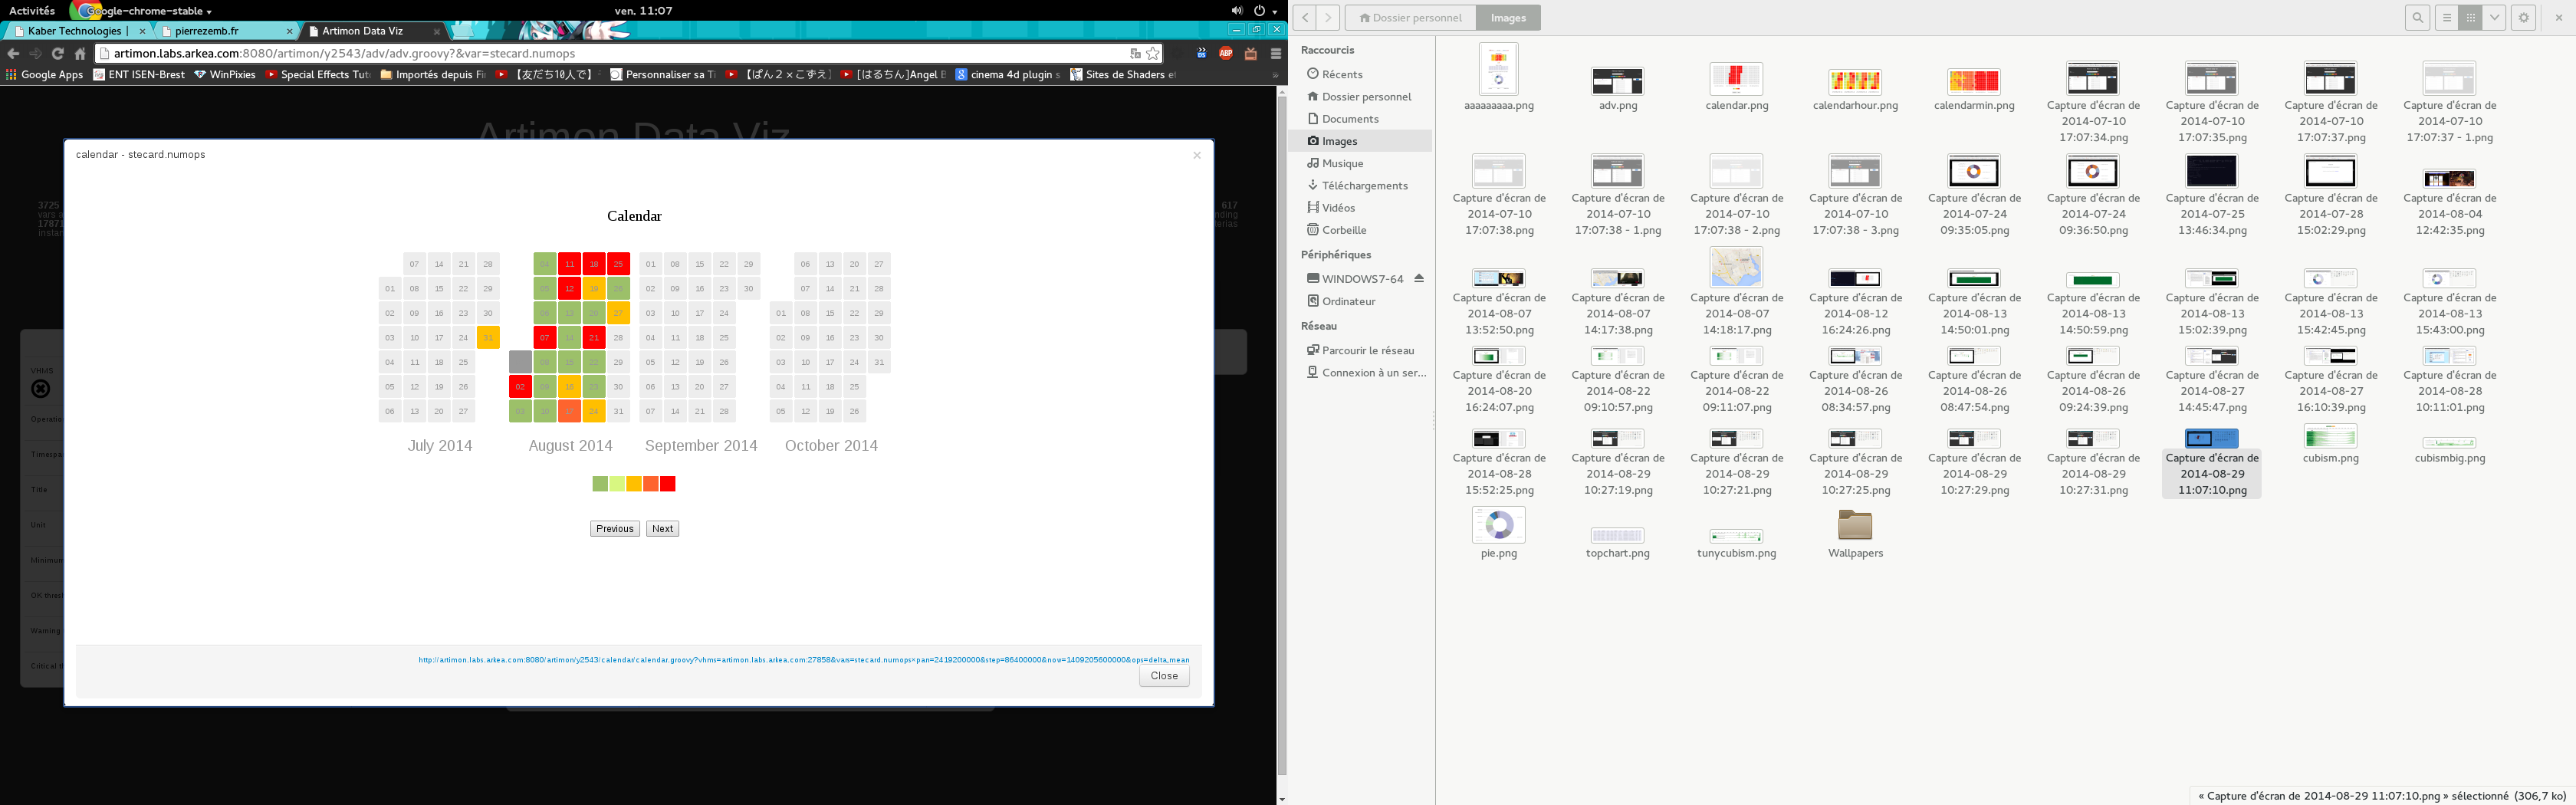 Activités
Google-chrome-stable
ven. 11:07
Kaber Technologies |
pierrezemb.fr
Artimon Data Viz
artimon.labs.arkea.com:8080/artimon/y2543/adv/adv.groovy?&var=stecard.numops
Google Apps
ENT ISEN-Brest
WinPixies
Special Effects Tut
Importés depuis Fi
【友だち10人で】
Personnaliser sa Ti
【ぱん２×こずえ】
[はるちん]Angel B
cinema 4d plugin s
Sites de Shaders et
»
Artimon Data Viz
3725
17871
617
VHMS
Title
Unit
calendar - stecard.numops
×
Calendar
07 14 21 28
01 08 15 22 29
02 09 16 23 30
03 10 17 24 31
04 11 18 25
05 12 19 26
06 13 20 27
July 2014
04 11 18 25
05 12 19 26
06 13 20 27
07 14 21 28
08 15 22 29
02 09 16 23 30
03 10 17 24 31
August 2014
01 08 15 22 29
02 09 16 23 30
03 10 17 24
04 11 18 25
05 12 19 26
06 13 20 27
07 14 21 28
September 2014
06 13 20 27
07 14 21 28
01 08 15 22 29
02 09 16 23 30
03 10 17 24 31
04 11 18 25
05 12 19 26
October 2014
Previous
Next
http://artimon.labs.arkea.com:8080/artimon/y2543/calendar/calendar.groovy?vhms=artimon.labs.arkea.com:27858&vars=stecard.numops×pan=2419200000&step=86400000&now=1409205600000&ops=delta,mean
Close
Dossier personnel
Images
Raccourcis
Récents
Dossier personnel
Documents
Images
Musique
Téléchargements
Vidéos
Corbeille
Périphériques
WINDOWS7-64
Ordinateur
Réseau
Parcourir le réseau
Connexion à un ser...
aaaaaaaaa.png
adv.png
calendar.png
calendarhour.png
calendarmin.png
Capture d'écran de 2014-07-10 17:07:34.png
Capture d'écran de 2014-07-10 17:07:35.png
Capture d'écran de 2014-07-10 17:07:37.png
Capture d'écran de 2014-07-10 17:07:37 - 1.png
Capture d'écran de 2014-07-10 17:07:38.png
Capture d'écran de 2014-07-10 17:07:38 - 1.png
Capture d'écran de 2014-07-10 17:07:38 - 2.png
Capture d'écran de 2014-07-10 17:07:38 - 3.png
Capture d'écran de 2014-07-24 09:35:05.png
Capture d'écran de 2014-07-24 09:36:50.png
Capture d'écran de 2014-07-25 13:46:34.png
Capture d'écran de 2014-07-28 15:02:29.png
Capture d'écran de 2014-08-04 12:42:35.png
Capture d'écran de 2014-08-07 13:52:50.png
Capture d'écran de 2014-08-07 14:17:38.png
Capture d'écran de 2014-08-07 14:18:17.png
Capture d'écran de 2014-08-12 16:24:26.png
Capture d'écran de 2014-08-13 14:50:01.png
Capture d'écran de 2014-08-13 14:50:59.png
Capture d'écran de 2014-08-13 15:02:39.png
Capture d'écran de 2014-08-13 15:42:45.png
Capture d'écran de 2014-08-13 15:43:00.png
Capture d'écran de 2014-08-20 16:24:07.png
Capture d'écran de 2014-08-22 09:10:57.png
Capture d'écran de 2014-08-22 09:11:07.png
Capture d'écran de 2014-08-26 08:34:57.png
Capture d'écran de 2014-08-26 08:47:54.png
Capture d'écran de 2014-08-26 09:24:39.png
Capture d'écran de 2014-08-27 14:45:47.png
Capture d'écran de 2014-08-27 16:10:39.png
Capture d'écran de 2014-08-28 10:11:01.png
Capture d'écran de 2014-08-28 15:52:25.png
Capture d'écran de 2014-08-29 10:27:19.png
Capture d'écran de 2014-08-29 10:27:21.png
Capture d'écran de 2014-08-29 10:27:25.png
Capture d'écran de 2014-08-29 10:27:29.png
Capture d'écran de 2014-08-29 10:27:31.png
Capture d'écran de 2014-08-29 11:07:10.png
cubism.png
cubismbig.png
pie.png
topchart.png
tunycubism.png
Wallpapers
« Capture d'écran de 2014-08-29 11:07:10.png » sélectionné (306,7 ko)